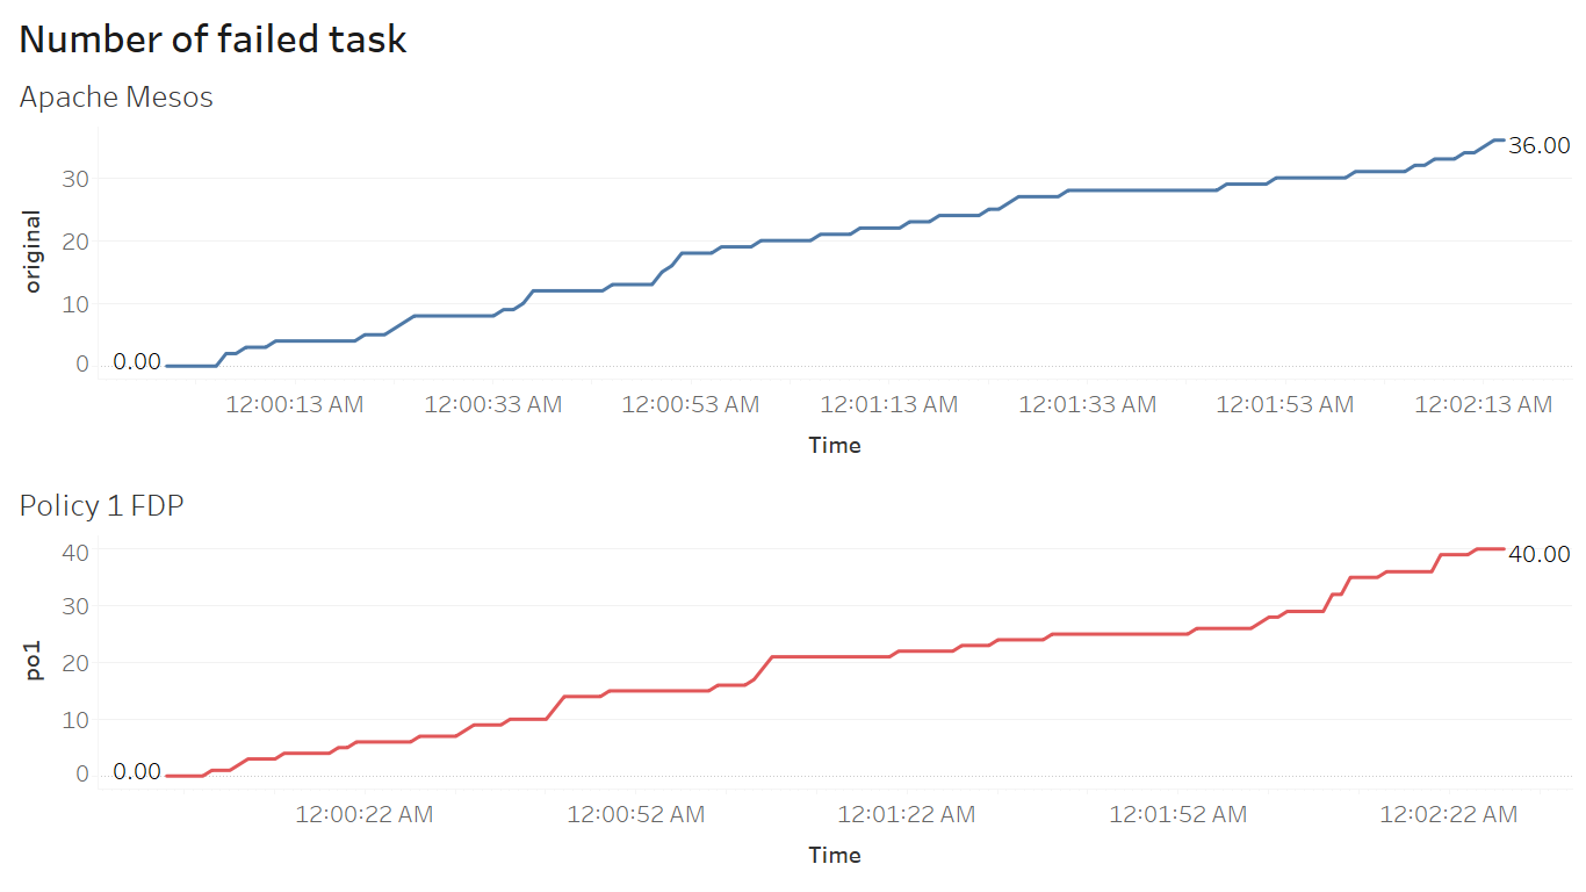 Number of failed task
Apache Mesos
36.00
30
20
10
0
0.00
original
12:00:13 AM 12:00:33 AM 12:00:53 AM 12:01:13 AM 12:01:33 AM 12:01:53 AM 12:02:13 AM
Time
Policy 1 FDP
40
40.00
30
20
10
0
0.00
po1
12:00:22 AM 12:00:52 AM 12:01:22 AM 12:01:52 AM 12:02:22 AM
Time